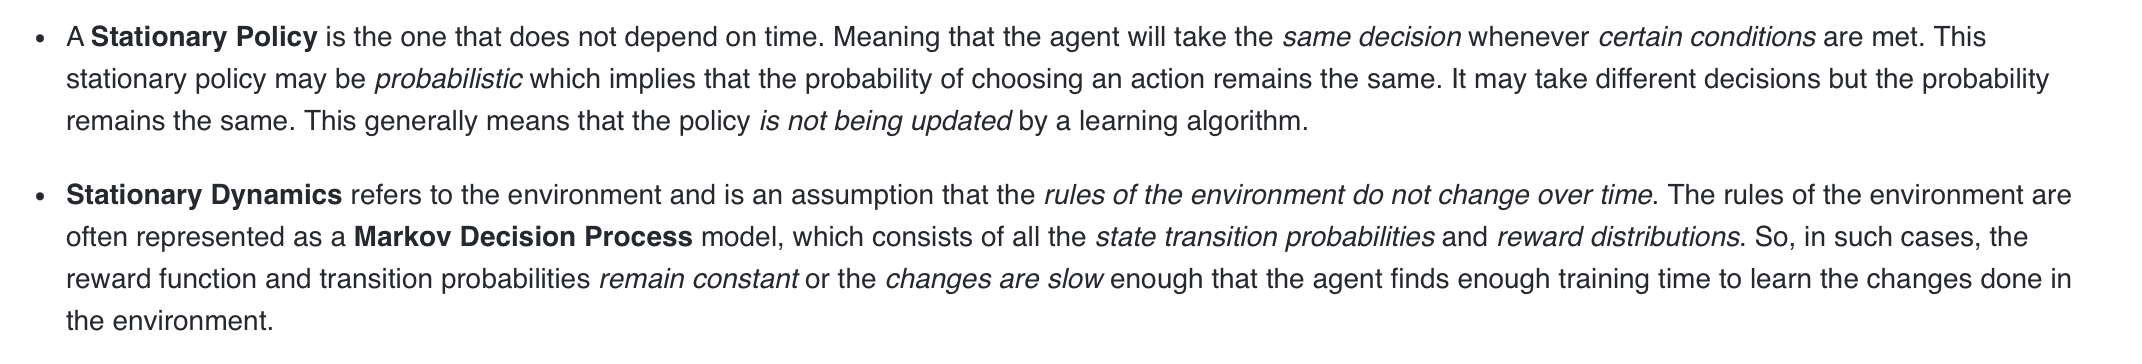 • A Stationary Policy is the one that does not depend on time. Meaning that the agent will take the same decision whenever certain conditions are met. This
stationary policy may be probabilistic which implies that the probability of choosing an action remains the same. It may take different decisions but the probability
remains the same. This generally means that the policy is not being updated by a learning algorithm.
• Stationary Dynamics refers to the environment and is an assumption that the rules of the environment do not change over time. The rules of the environment are
often represented as a Markov Decision Process model, which consists of all the state transition probabilities and reward distributions. So, in such cases, the
reward function and transition probabilities remain constant or the changes are slow enough that the agent finds enough training time to learn the changes done in
the environment.